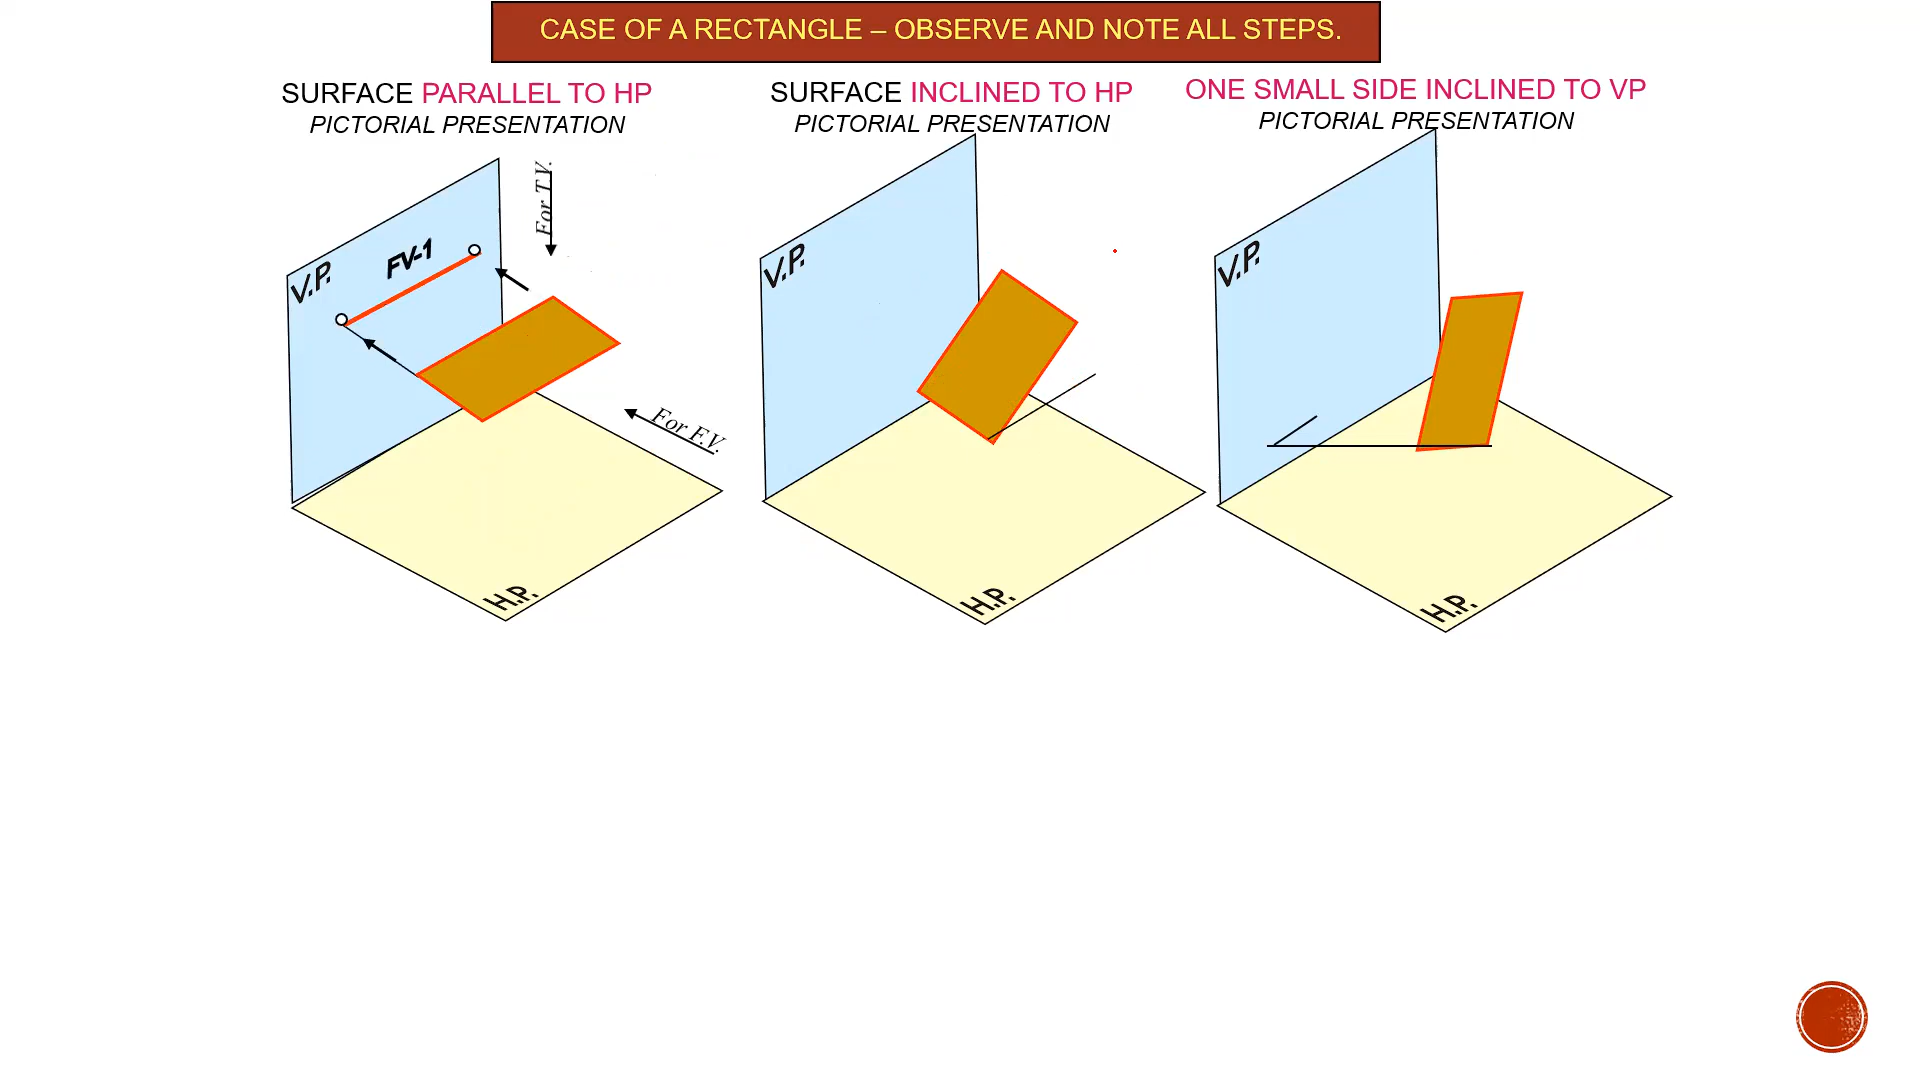 CASE OF A RECTANGLE – OBSERVE AND NOTE ALL STEPS.
SURFACE PARALLEL TO HP
PICTORIAL PRESENTATION
SURFACE INCLINED TO HP
PICTORIAL PRESENTATION
ONE SMALL SIDE INCLINED TO VP
PICTORIAL PRESENTATION
V.P.
FV-1
For T.V.
For F.V.
H.P.
V.P.
H.P.
V.P.
H.P.